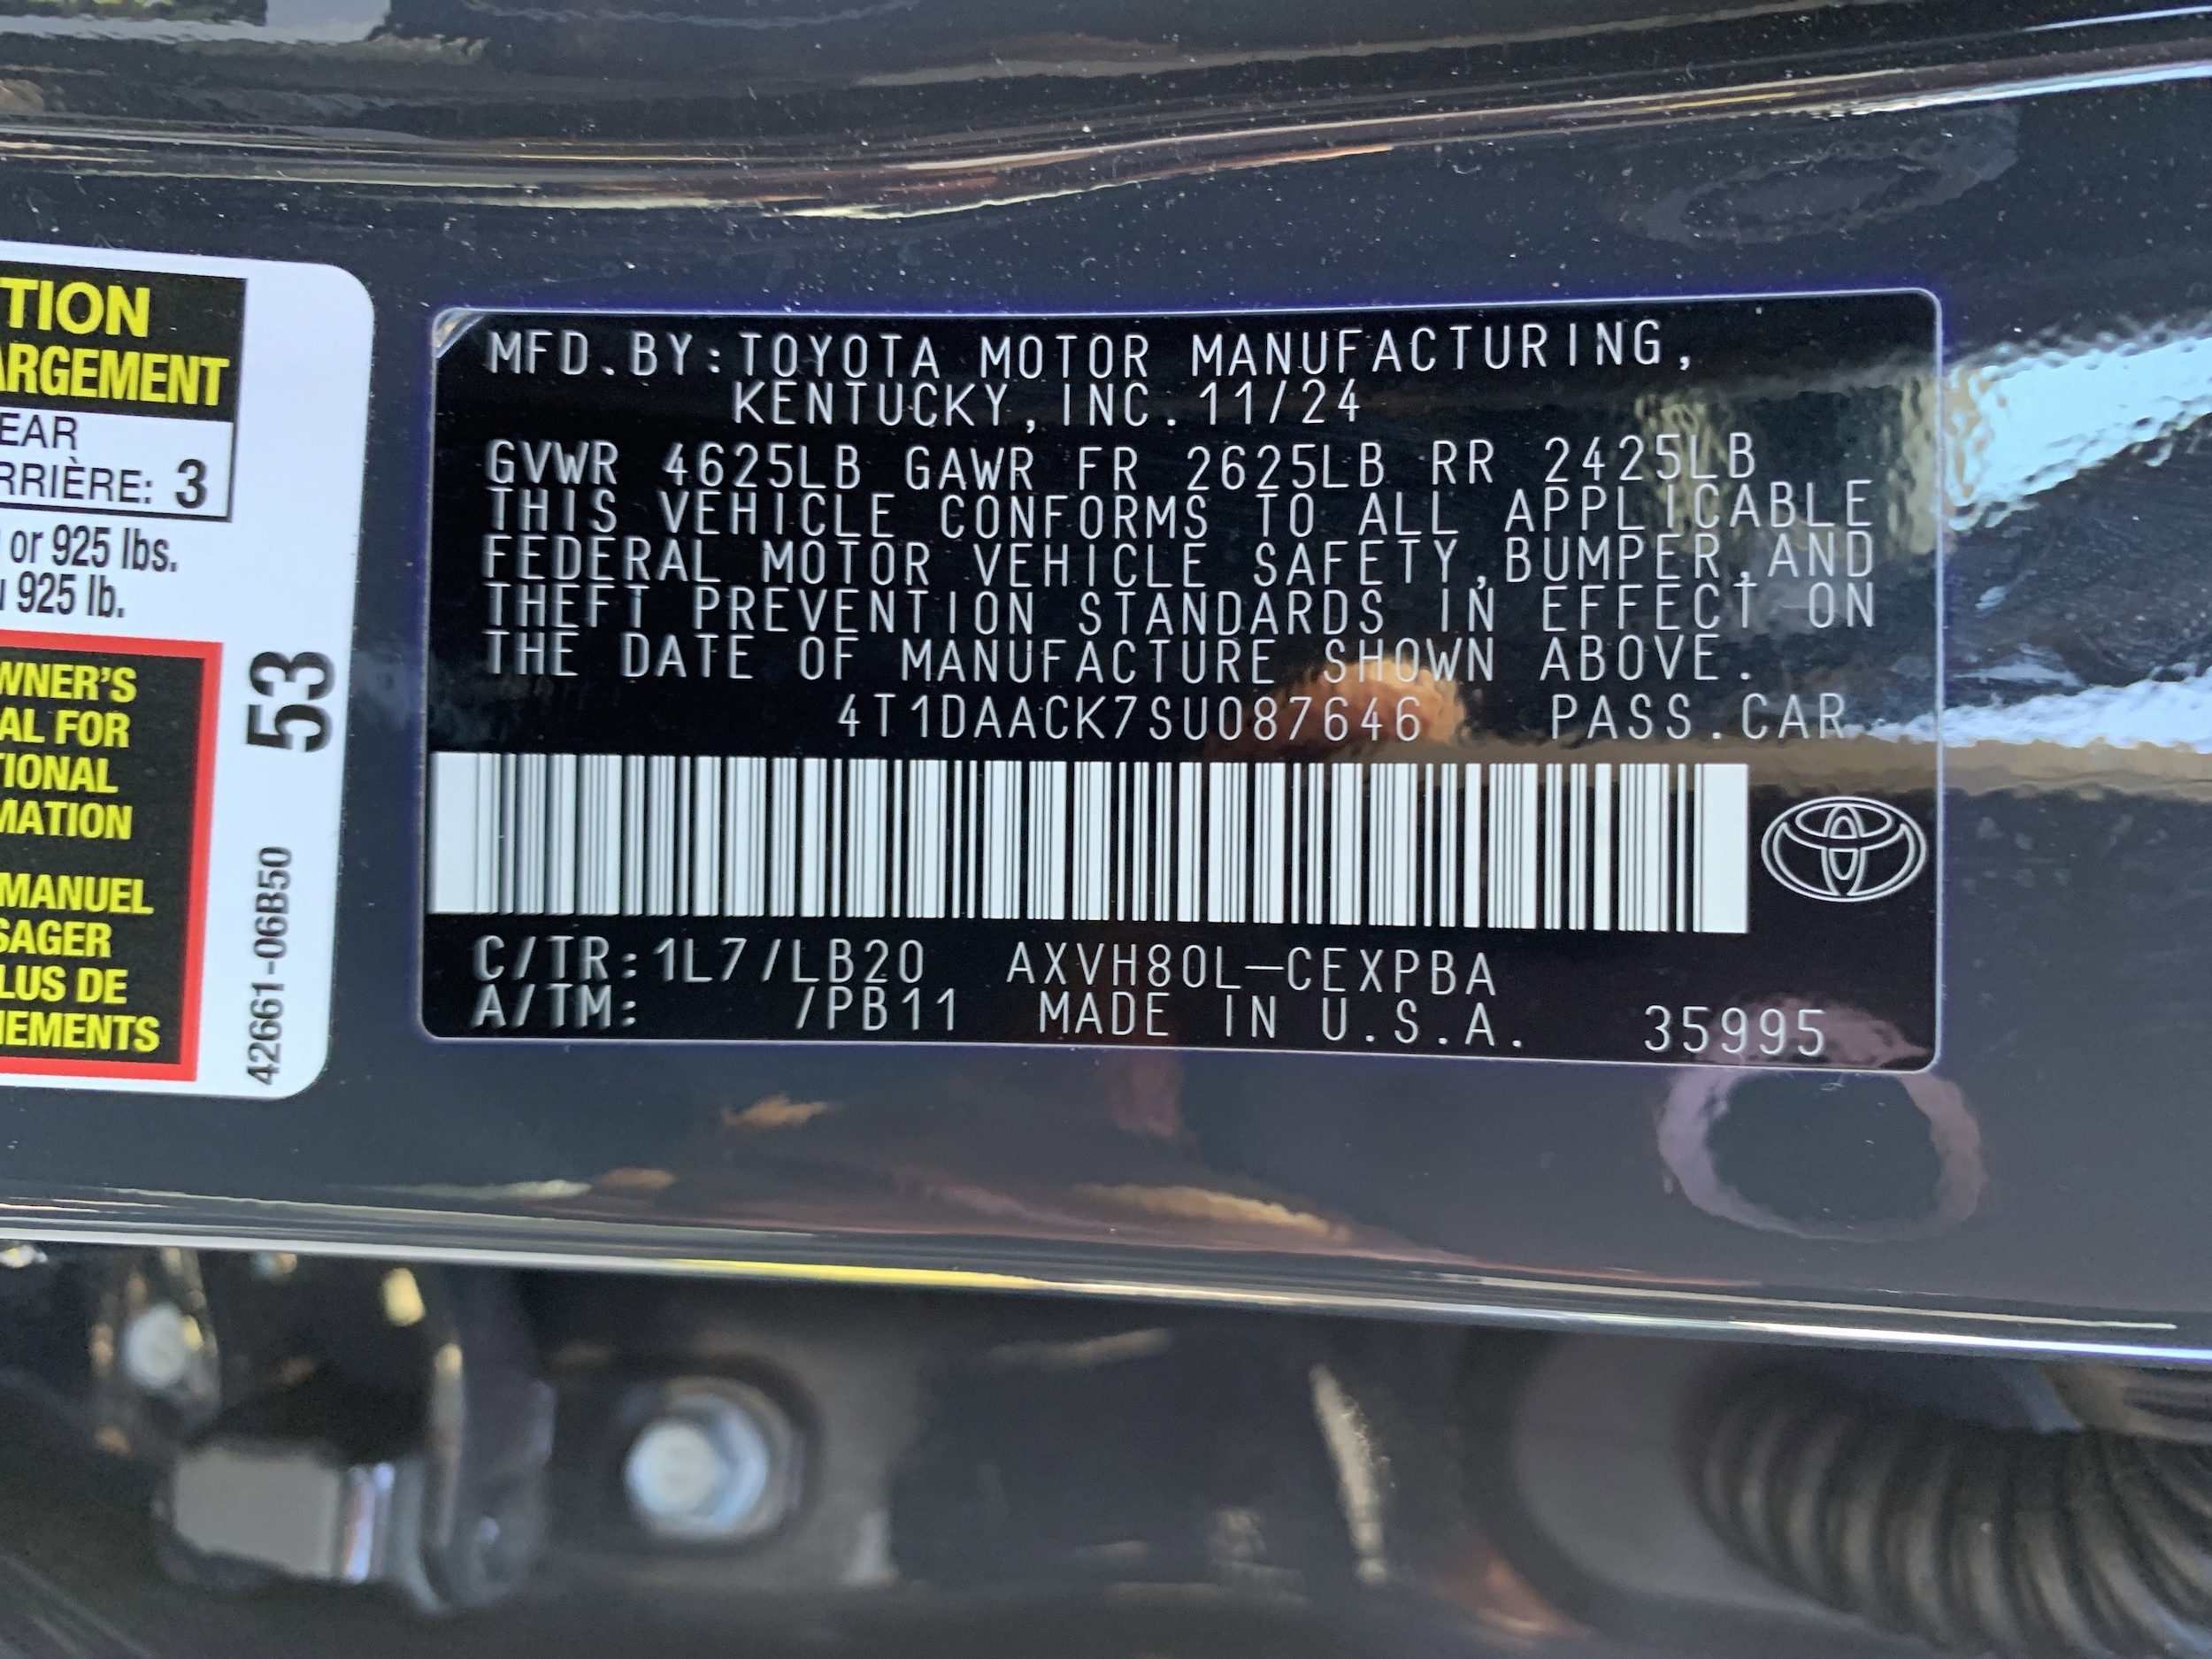 TION
ARGEMENT
EAR
RRIÈRE: 3
or 925 lbs.
925 lb.
WNER'S
AL FOR
TIONAL
MATION
MANUEL
SAGER
LUS DE
NEMENTS
53
42661-06B50
MFD.BY:TOYOTA MOTOR MANUFACTURING,
KENTUCKY,INC.11/24
GVWR 4625LB GAWR FR 2625LB RR 2425LB
THIS VEHICLE CONFORMS TO ALL APPLICABLE
FEDERAL MOTOR VEHICLE SAFETY,BUMPER,AND
THEFT PREVENTION STANDARDS IN EFFECT ON
THE DATE OF MANUFACTURE SHOWN ABOVE.
4T1DAACK7SU087646 PASS.CAR
C/TR:1L7/LB20 AXVH80L-CEXPBA
A/TM: /PB11 MADE IN U.S.A. 35995